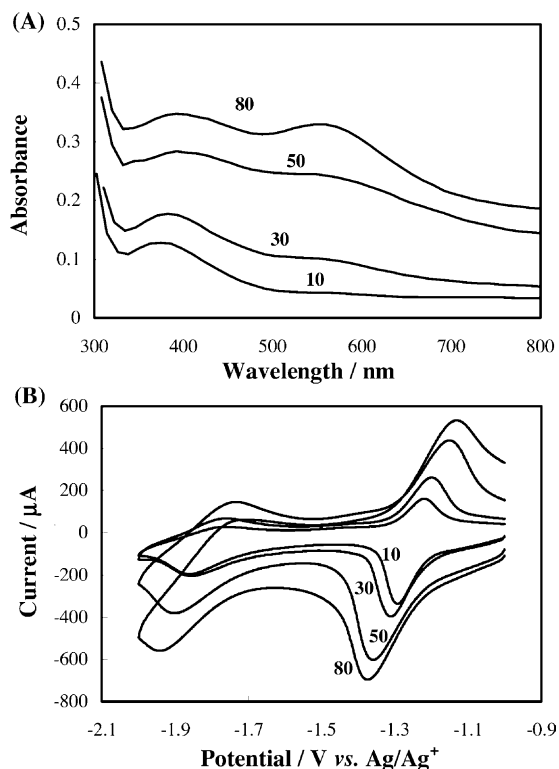 (A)
0.5
0.4
0.3
0.2
0.1
0
Absorbance
80
50
30
10
300 400 500 600 700 800
Wavelength / nm
(B)
600
400
200
0
-200
-400
-600
-800
Current / µA
10
30
50
80
-2.1 -1.9 -1.7 -1.5 -1.3 -1.1 -0.9
Potential / V vs. Ag/Ag⁺